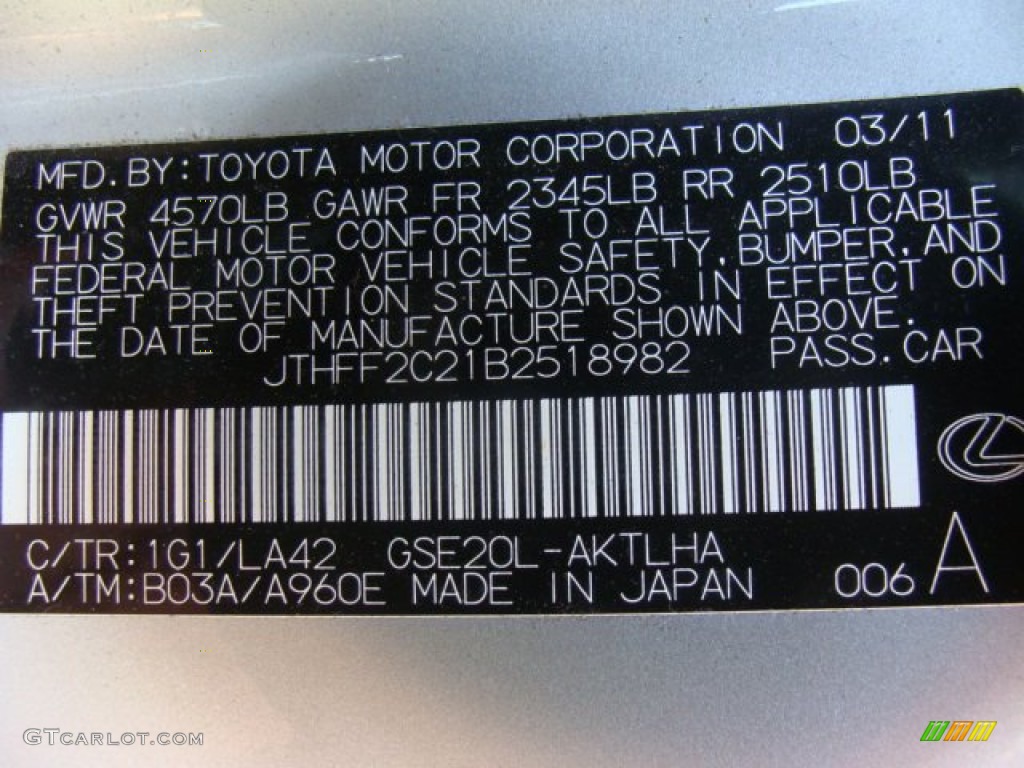 MFD. BY: TOYOTA MOTOR CORPORATION 03/11
GVWR 4570LB GAWR FR 2345LB RR 2510LB
THIS VEHICLE CONFORMS TO ALL APPLICABLE
FEDERAL MOTOR VEHICLE SAFETY, BUMPER, AND
THEFT PREVENTION STANDARDS IN EFFECT ON
THE DATE OF MANUFACTURE SHOWN ABOVE.
JTHFF2C21B2518982 PASS. CAR
C/TR: 1G1/LA42 GSE20L-AKTLHA
A/TM: B03A/A960E MADE IN JAPAN 006 A
GTCARLOT.COM